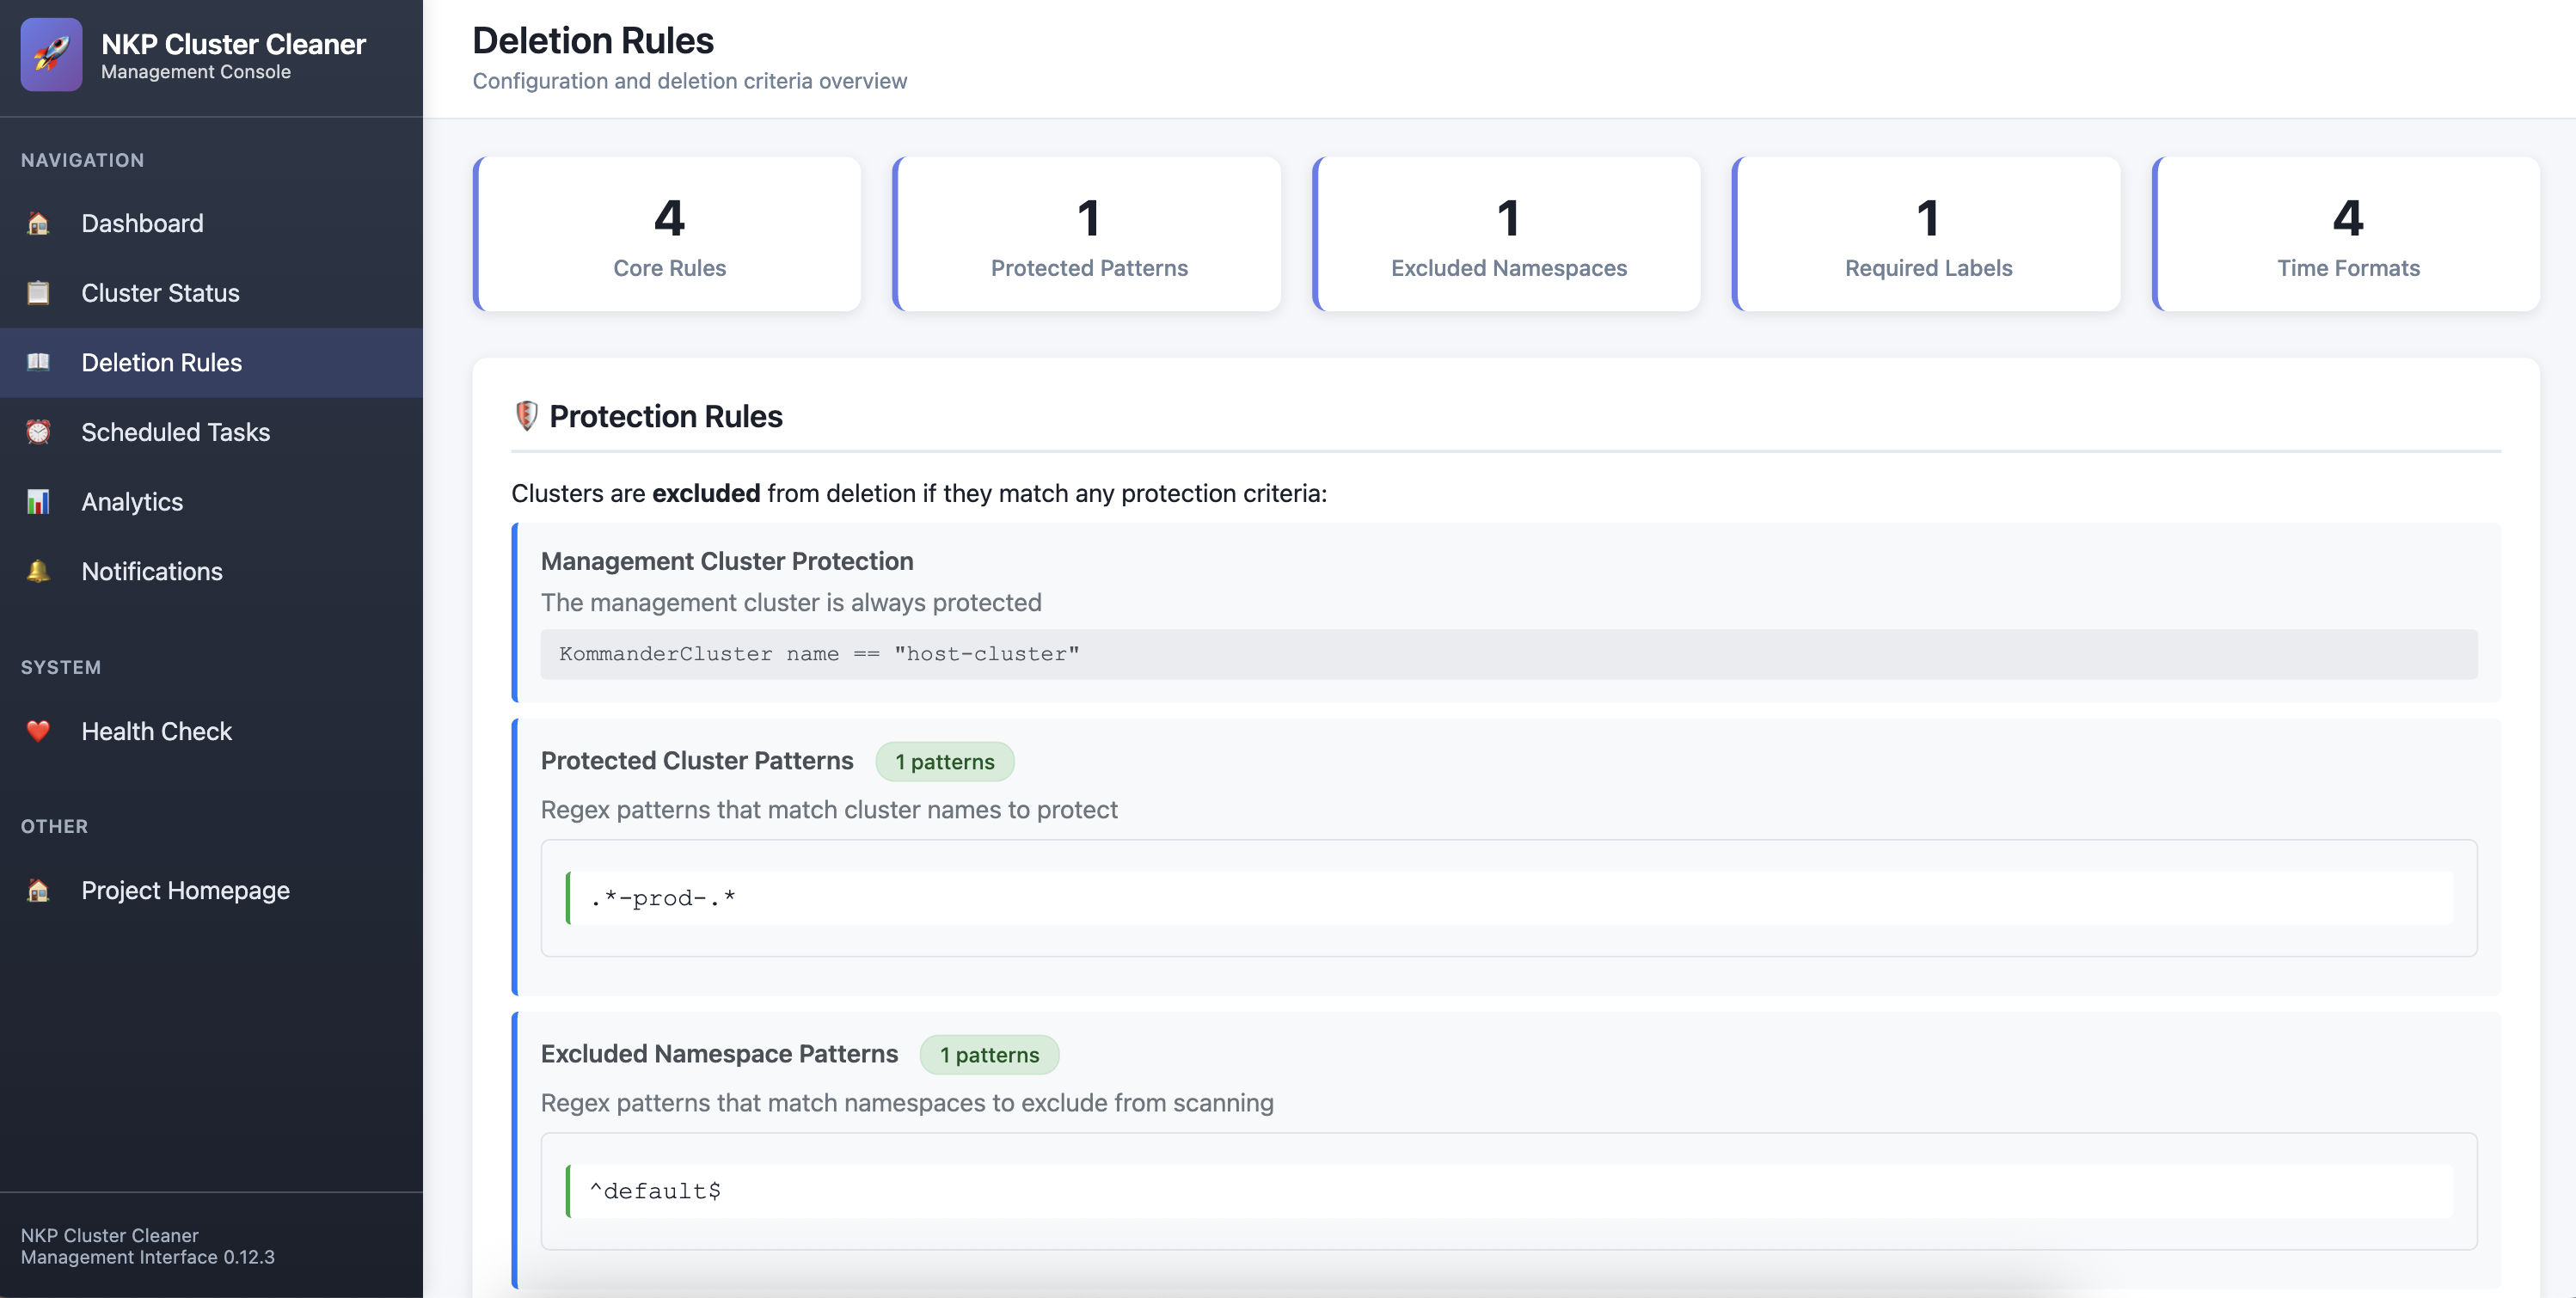 NKP Cluster Cleaner
Management Console
NAVIGATION
Dashboard
Cluster Status
Deletion Rules
Scheduled Tasks
Analytics
Notifications
SYSTEM
Health Check
OTHER
Project Homepage
NKP Cluster Cleaner
Management Interface 0.12.3
Deletion Rules
Configuration and deletion criteria overview
4
Core Rules
1
Protected Patterns
1
Excluded Namespaces
1
Required Labels
4
Time Formats
Protection Rules
Clusters are excluded from deletion if they match any protection criteria:
Management Cluster Protection
The management cluster is always protected
KommanderCluster name == "host-cluster"
Protected Cluster Patterns 1 patterns
Regex patterns that match cluster names to protect
.*-prod-.*
Excluded Namespace Patterns 1 patterns
Regex patterns that match namespaces to exclude from scanning
^default$